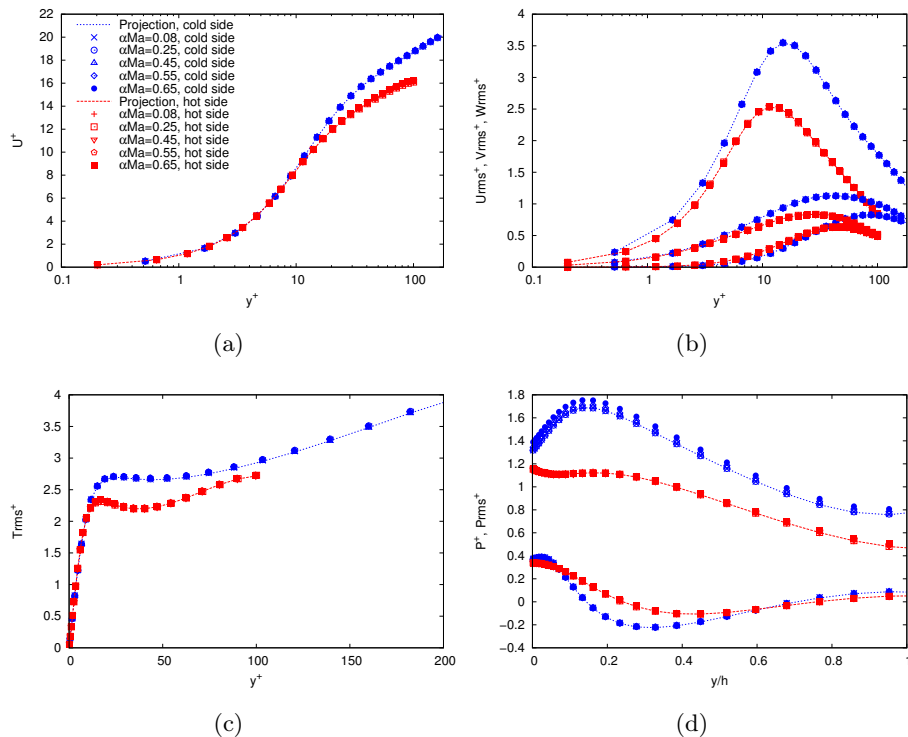 Projection, cold side
αMa=0.08, cold side
αMa=0.25, cold side
αMa=0.45, cold side
αMa=0.55, cold side
αMa=0.65, cold side
Projection, hot side
αMa=0.08, hot side
αMa=0.25, hot side
αMa=0.45, hot side
αMa=0.55, hot side
αMa=0.65, hot side
U⁺
22
20
18
16
14
12
10
8
6
4
2
0
0.1
1
10
100
y⁺
(a)
Urms⁺, Vrms⁺, Wrms⁺
4
3.5
3
2.5
2
1.5
1
0.5
0
0.1
1
10
100
y⁺
(b)
Trms⁺
4
3.5
3
2.5
2
1.5
1
0.5
0
0
50
100
150
200
y⁺
(c)
P⁺, Prms⁺
1.8
1.6
1.4
1.2
1
0.8
0.6
0.4
0.2
0
−0.2
−0.4
0
0.2
0.4
0.6
0.8
1
y/h
(d)